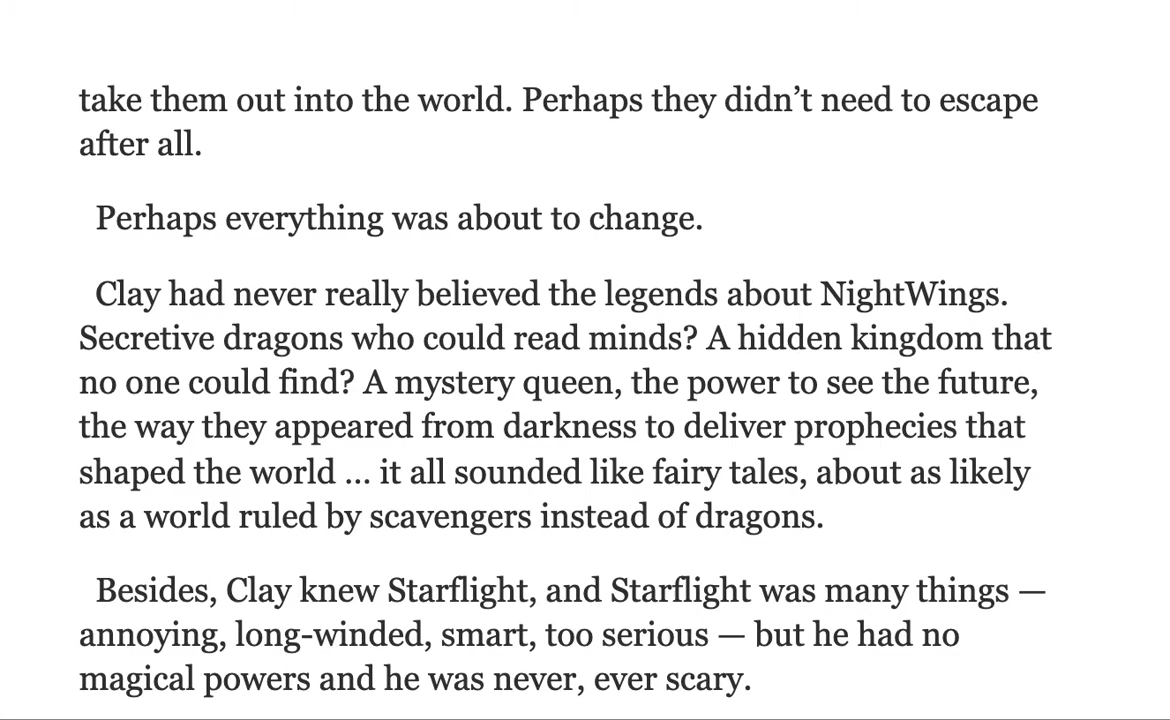 take them out into the world. Perhaps they didn’t need to escape
after all.
Perhaps everything was about to change.
Clay had never really believed the legends about NightWings.
Secretive dragons who could read minds? A hidden kingdom that
no one could find? A mystery queen, the power to see the future,
the way they appeared from darkness to deliver prophecies that
shaped the world ... it all sounded like fairy tales, about as likely
as a world ruled by scavengers instead of dragons.
Besides, Clay knew Starflight, and Starflight was many things —
annoying, long-winded, smart, too serious — but he had no
magical powers and he was never, ever scary.